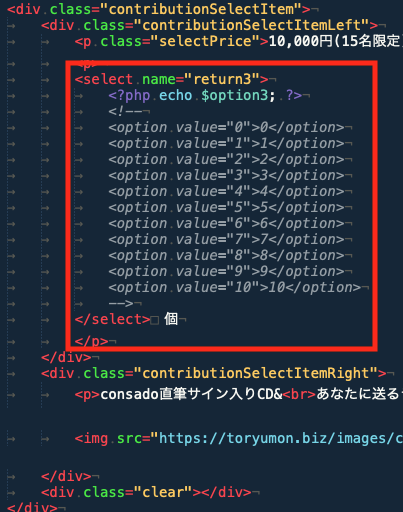 <div class="contributionSelectItem">
<div class="contributionSelectItemLeft">
<p class="selectPrice">10,000円(15名限定
<p>
<select name="return3">
<?php echo $option3; ?>
<!--
<option value="0">0</option>
<option value="1">1</option>
<option value="2">2</option>
<option value="3">3</option>
<option value="4">4</option>
<option value="5">5</option>
<option value="6">6</option>
<option value="7">7</option>
<option value="8">8</option>
<option value="9">9</option>
<option value="10">10</option>
-->
</select>□個
</p>
</div>
<div class="contributionSelectItemRight">
<p>consado直筆サイン入りCD&<br>あなたに送る
<img src="https://toryumon.biz/images/c
</div>
<div class="clear"></div>
</div>